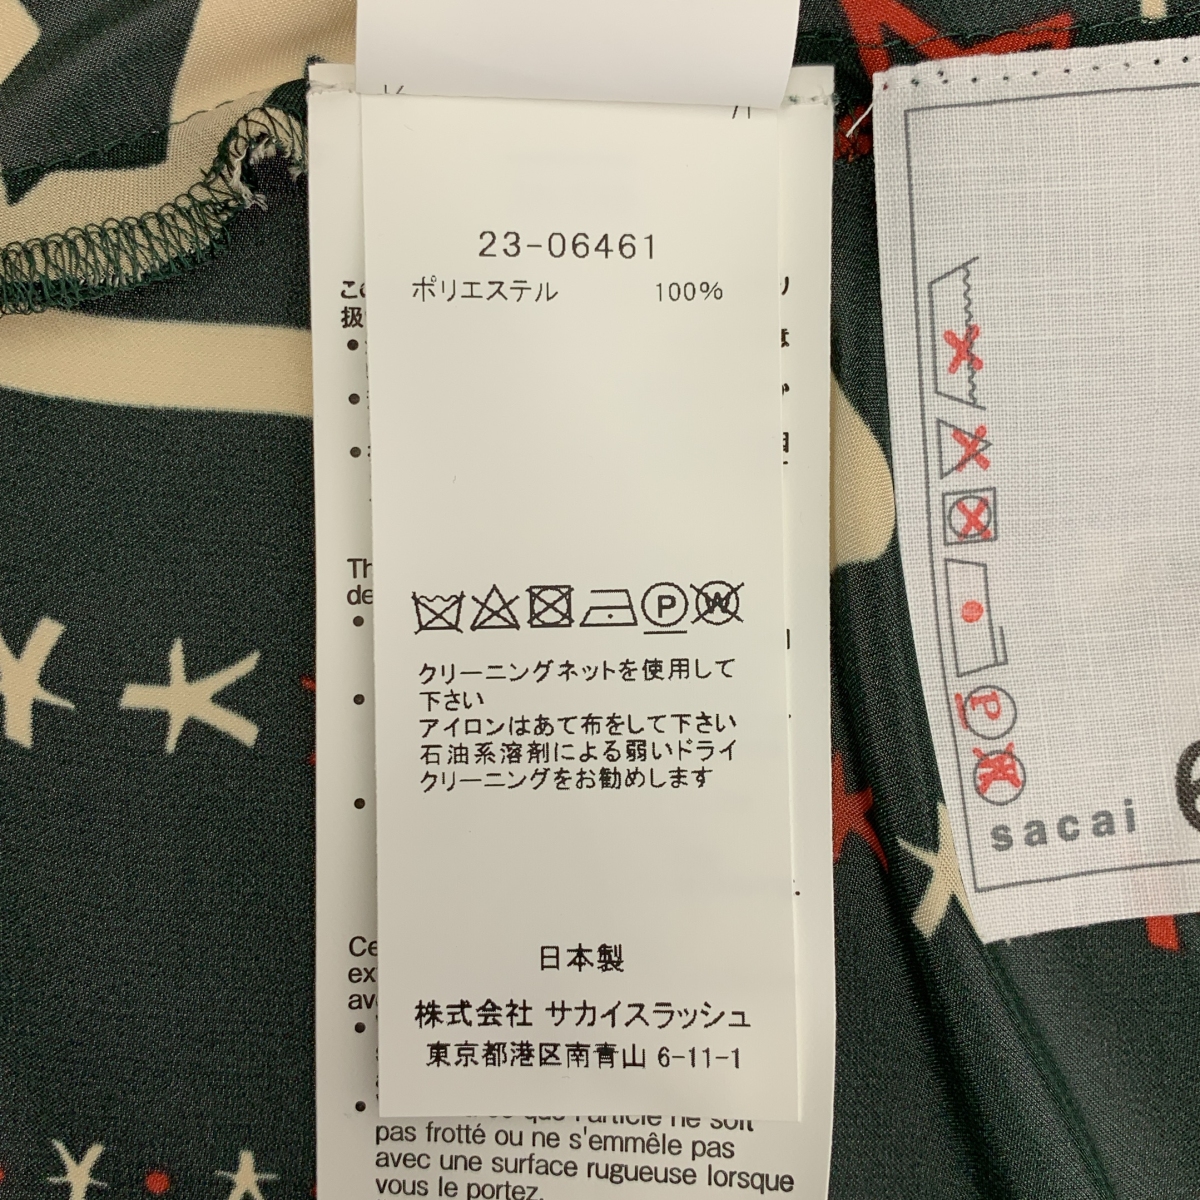 23-06461
ポリエステル 100%
P W
クリーニングネットを使用して
下さい
アイロンはあて布をして下さい
石油系溶剤による弱いドライ
クリーニングをお勧めします
日本製
株式会社 サカイスラッシュ
東京都港区南青山 6-11-1
pas frotté ou ne s'emmêle pas
avec une surface rugueuse lorsque
vous le portez.
P
W
sacai